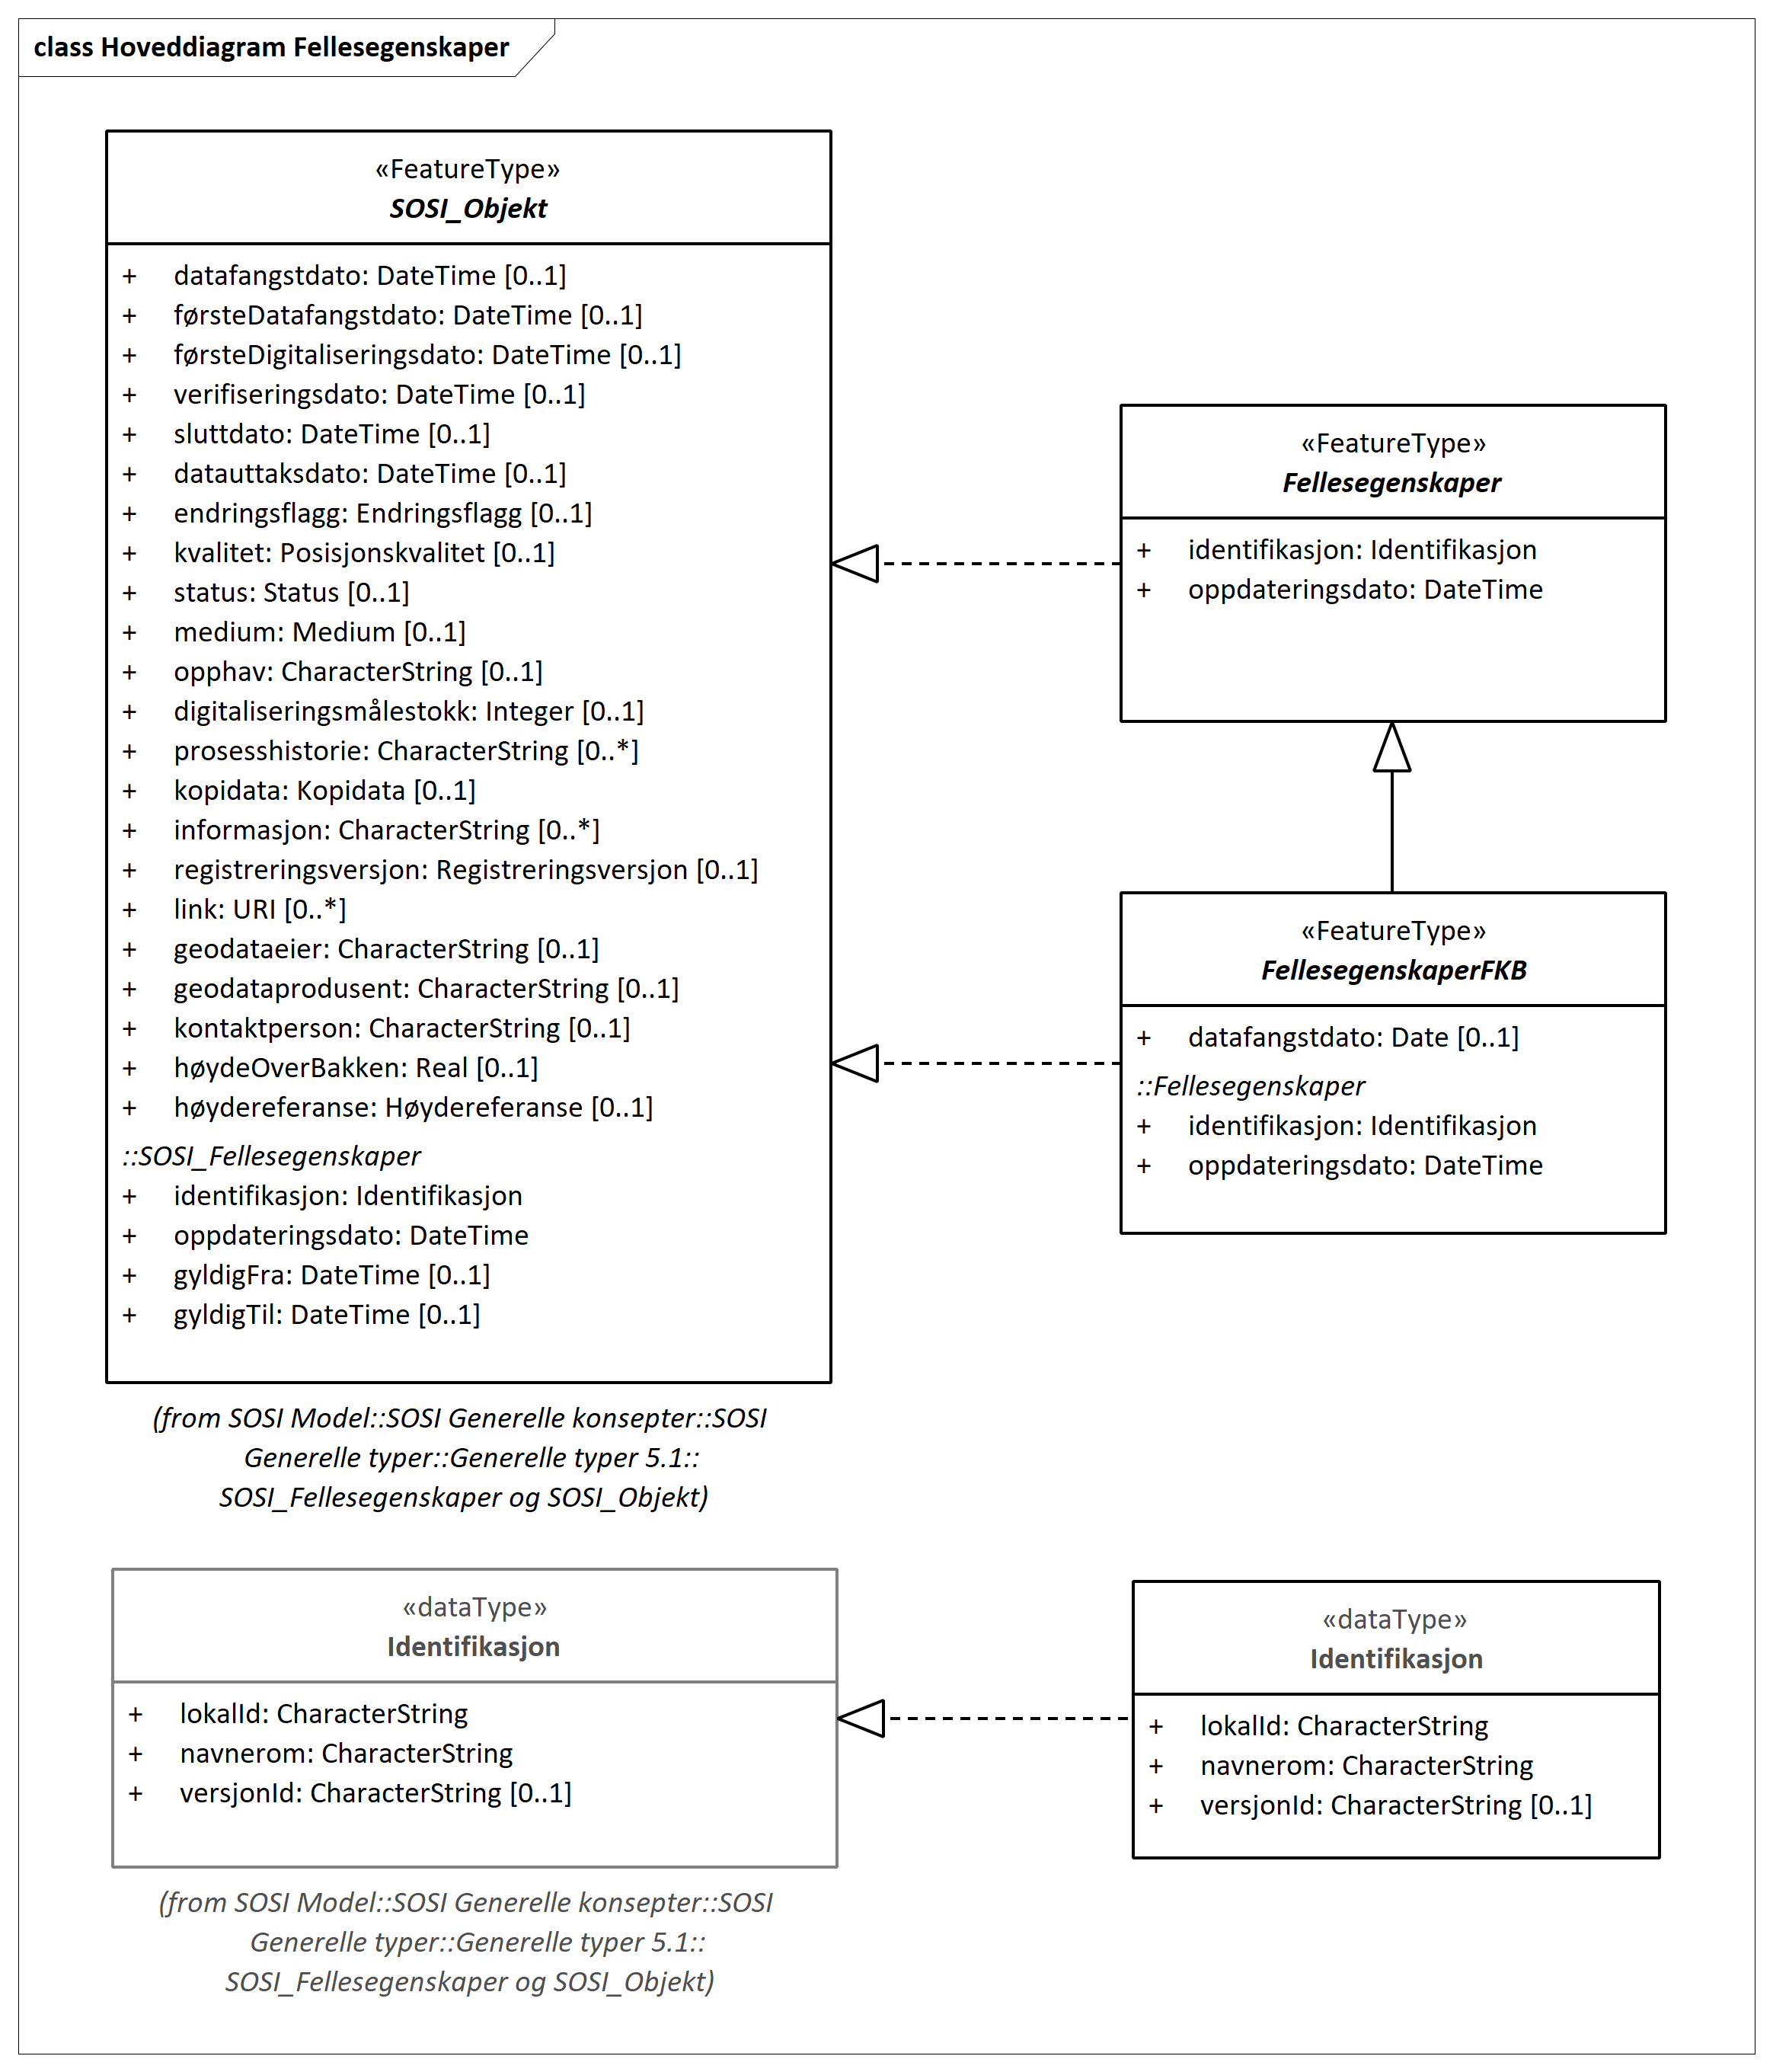 class Hoveddiagram Fellesegenskaper
«FeatureType»
SOSI_Objekt
+ datafangstdato: DateTime [0..1]
+ førsteDatafangstdato: DateTime [0..1]
+ førsteDigitaliseringsdato: DateTime [0..1]
+ verifiseringsdato: DateTime [0..1]
+ sluttdato: DateTime [0..1]
+ datauttaksdato: DateTime [0..1]
+ endringsflagg: Endringsflagg [0..1]
+ kvalitet: Posisjonskvalitet [0..1]
+ status: Status [0..1]
+ medium: Medium [0..1]
+ opphav: CharacterString [0..1]
+ digitaliseringsmålestokk: Integer [0..1]
+ prosesshistorie: CharacterString [0..*]
+ kopidata: Kopidata [0..1]
+ informasjon: CharacterString [0..*]
+ registreringsversjon: Registreringsversjon [0..1]
+ link: URI [0..*]
+ geodataeier: CharacterString [0..1]
+ geodataprodusent: CharacterString [0..1]
+ kontaktperson: CharacterString [0..1]
+ høydeOverBakken: Real [0..1]
+ høydereferanse: Høydereferanse [0..1]
::SOSI_Fellesegenskaper
+ identifikasjon: Identifikasjon
+ oppdateringsdato: DateTime
+ gyldigFra: DateTime [0..1]
+ gyldigTil: DateTime [0..1]
(from SOSI Model::SOSI Generelle konsepter::SOSI
Generelle typer::Generelle typer 5.1::
SOSI_Fellesegenskaper og SOSI_Objekt)
«FeatureType»
Fellesegenskaper
+ identifikasjon: Identifikasjon
+ oppdateringsdato: DateTime
«FeatureType»
FellesegenskaperFKB
+ datafangstdato: Date [0..1]
::Fellesegenskaper
+ identifikasjon: Identifikasjon
+ oppdateringsdato: DateTime
«dataType»
Identifikasjon
+ lokalId: CharacterString
+ navnerom: CharacterString
+ versjonId: CharacterString [0..1]
(from SOSI Model::SOSI Generelle konsepter::SOSI
Generelle typer::Generelle typer 5.1::
SOSI_Fellesegenskaper og SOSI_Objekt)
«dataType»
Identifikasjon
+ lokalId: CharacterString
+ navnerom: CharacterString
+ versjonId: CharacterString [0..1]